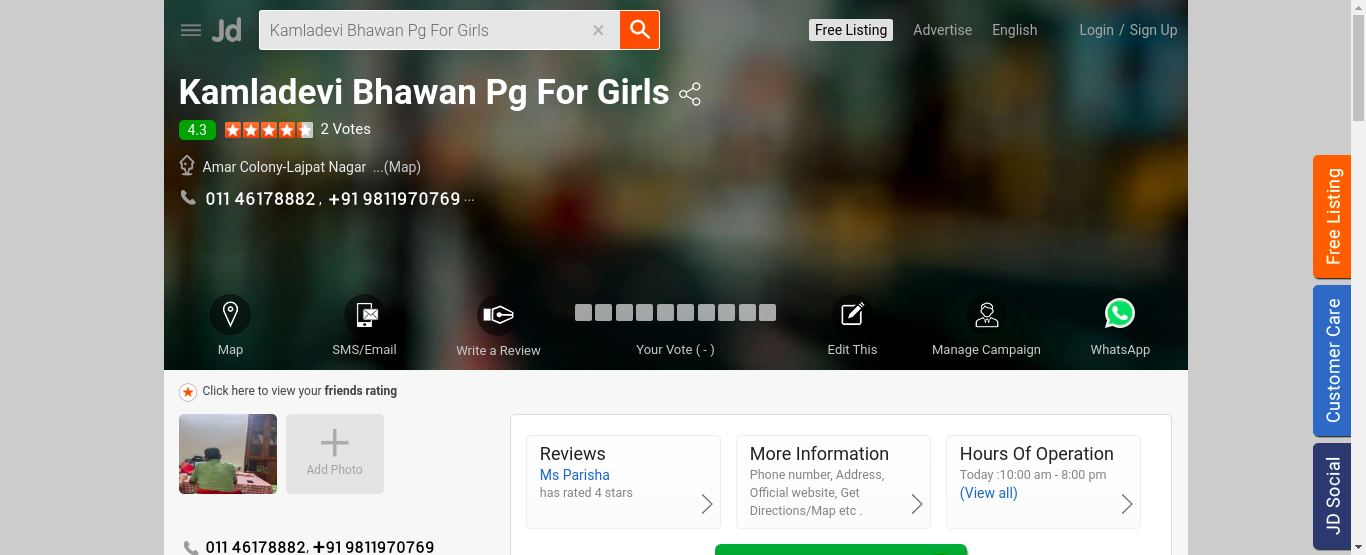 Jd
Kamladevi Bhawan Pg For Girls
Free Listing
Advertise
English
Login / Sign Up
Kamladevi Bhawan Pg For Girls
4.3
2 Votes
Amar Colony-Lajpat Nagar ...(Map)
011 46178882 , +91 9811970769 ...
Map
SMS/Email
Write a Review
Your Vote ( - )
Edit This
Manage Campaign
WhatsApp
Click here to view your friends rating
Add Photo
Reviews
Ms Parisha
has rated 4 stars
More Information
Phone number, Address,
Official website, Get
Directions/Map etc .
Hours Of Operation
Today :10:00 am - 8:00 pm
(View all)
011 46178882, +91 9811970769
Free Listing
Customer Care
JD Social